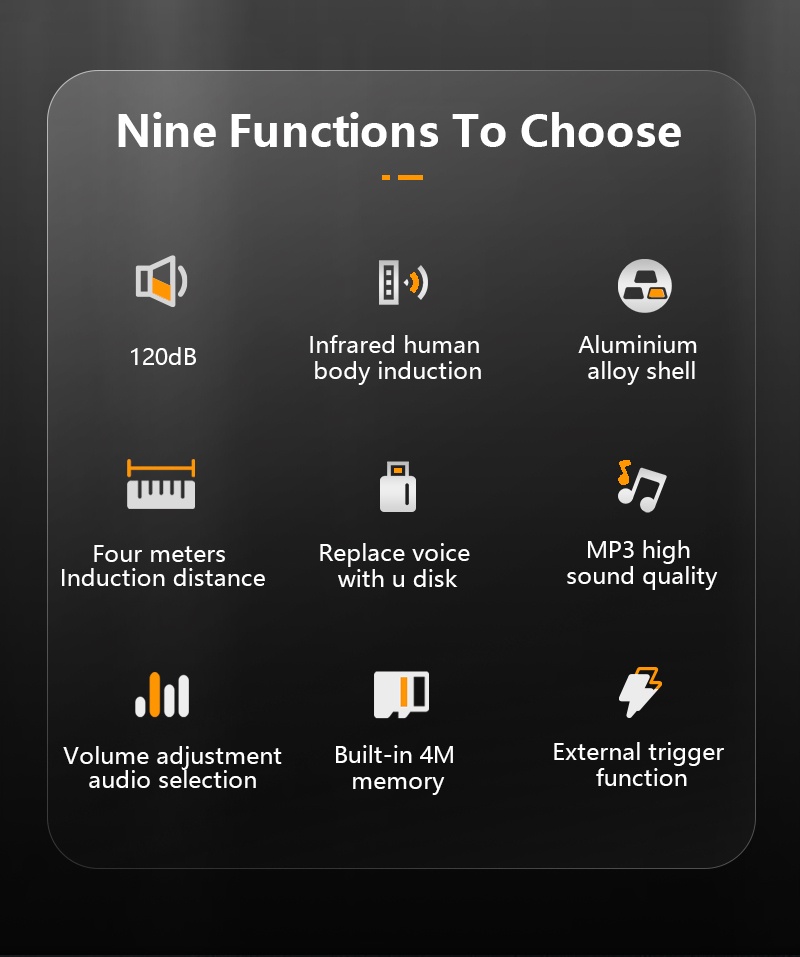 Nine Functions To Choose
120dB
Infrared human
body induction
Aluminium
alloy shell
Four meters
Induction distance
Replace voice
with u disk
MP3 high
sound quality
Volume adjustment
audio selection
Built-in 4M
memory
External trigger
function